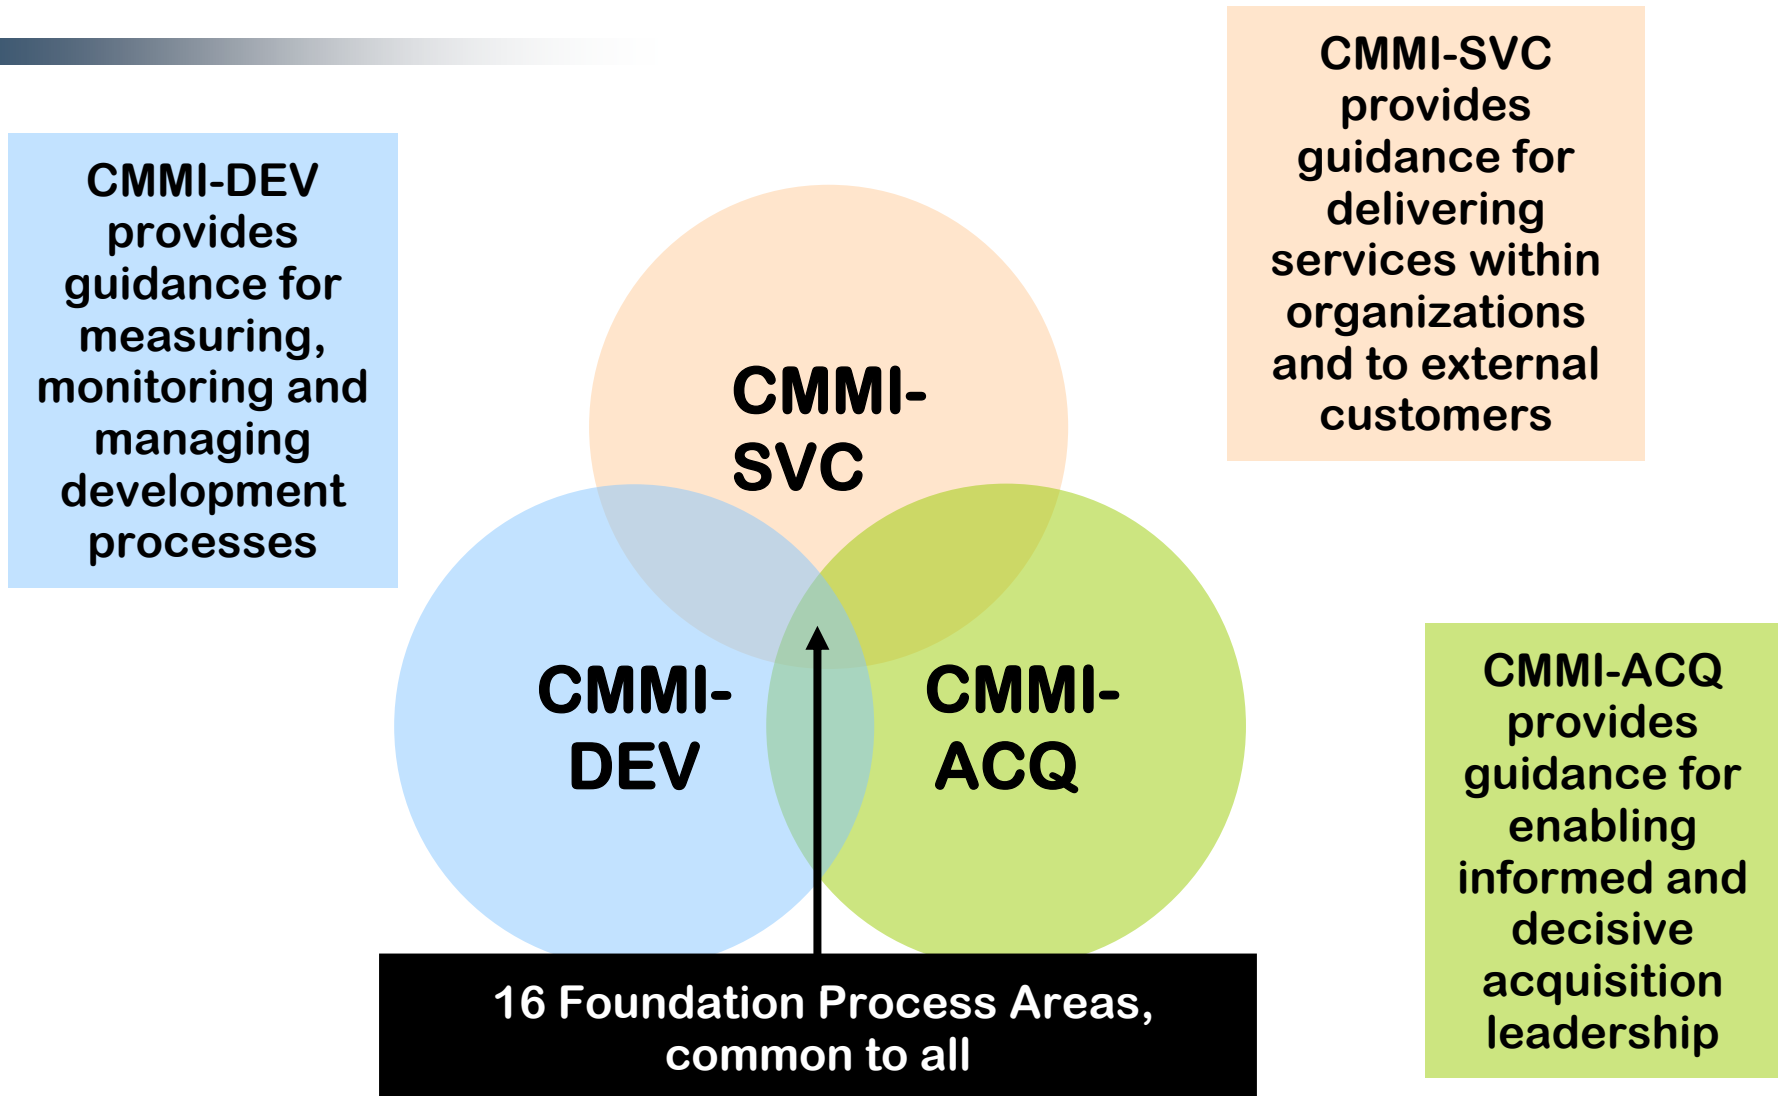 CMMI-DEV
provides
guidance for
measuring,
monitoring and
managing
development
processes
CMMI-SVC
provides
guidance for
delivering
services within
organizations
and to external
customers
CMMI-
SVC
CMMI-
DEV
CMMI-
ACQ
CMMI-ACQ
provides
guidance for
enabling
informed and
decisive
acquisition
leadership
16 Foundation Process Areas,
common to all